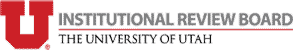 U INSTITUTIONAL REVIEW BOARD
THE UNIVERSITY OF UTAH